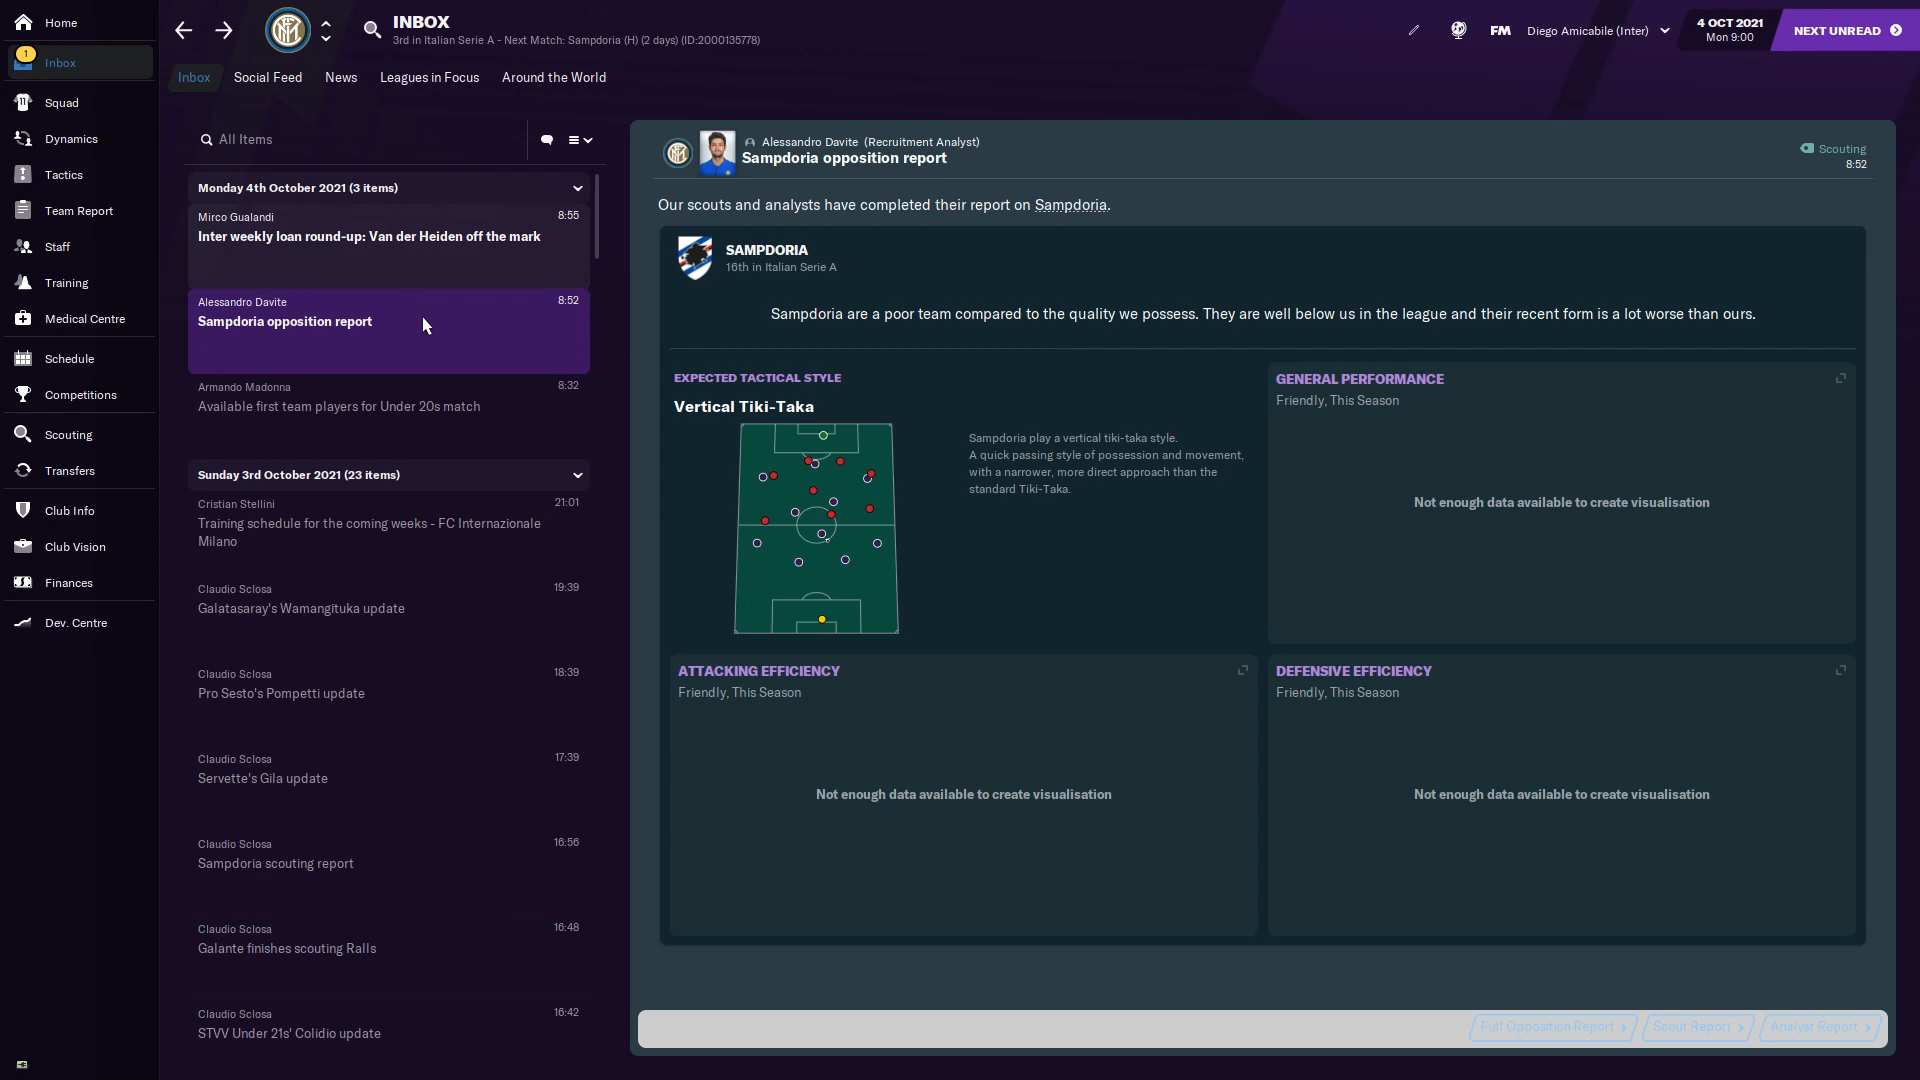 Home
1
Inbox
Squad
Dynamics
Tactics
Team Report
Staff
Training
Medical Centre
Schedule
Competitions
Scouting
Transfers
Club Info
Club Vision
Finances
Dev. Centre
INBOX
3rd in Italian Serie A - Next Match: Sampdoria (H) (2 days) (ID:2000135778)
FM
Diego Amicabile (Inter)
4 OCT 2021
Mon 9:00
NEXT UNREAD
Inbox
Social Feed
News
Leagues in Focus
Around the World
All Items
Monday 4th October 2021 (3 items)
Mirco Gualandi
8:55
Inter weekly loan round-up: Van der Heiden off the mark
Alessandro Davite
8:52
Sampdoria opposition report
Armando Madonna
8:32
Available first team players for Under 20s match
Sunday 3rd October 2021 (23 items)
Cristian Stellini
21:01
Training schedule for the coming weeks - FC Internazionale
Milano
Claudio Sclosa
19:39
Galatasaray's Wamangituka update
Claudio Sclosa
18:39
Pro Sesto's Pompetti update
Claudio Sclosa
17:39
Servette's Gila update
Claudio Sclosa
16:56
Sampdoria scouting report
Claudio Sclosa
16:48
Galante finishes scouting Ralls
Claudio Sclosa
16:42
STVV Under 21s' Colidio update
Alessandro Davite (Recruitment Analyst)
Sampdoria opposition report
Scouting
8:52
Our scouts and analysts have completed their report on Sampdoria.
SAMPDORIA
16th in Italian Serie A
Sampdoria are a poor team compared to the quality we possess. They are well below us in the league and their recent form is a lot worse than ours.
EXPECTED TACTICAL STYLE
Vertical Tiki-Taka
Sampdoria play a vertical tiki-taka style.
A quick passing style of possession and movement,
with a narrower, more direct approach than the
standard Tiki-Taka.
GENERAL PERFORMANCE
Friendly, This Season
Not enough data available to create visualisation
ATTACKING EFFICIENCY
Friendly, This Season
Not enough data available to create visualisation
DEFENSIVE EFFICIENCY
Friendly, This Season
Not enough data available to create visualisation
Full Opposition Report
Scout Report
Analyst Report